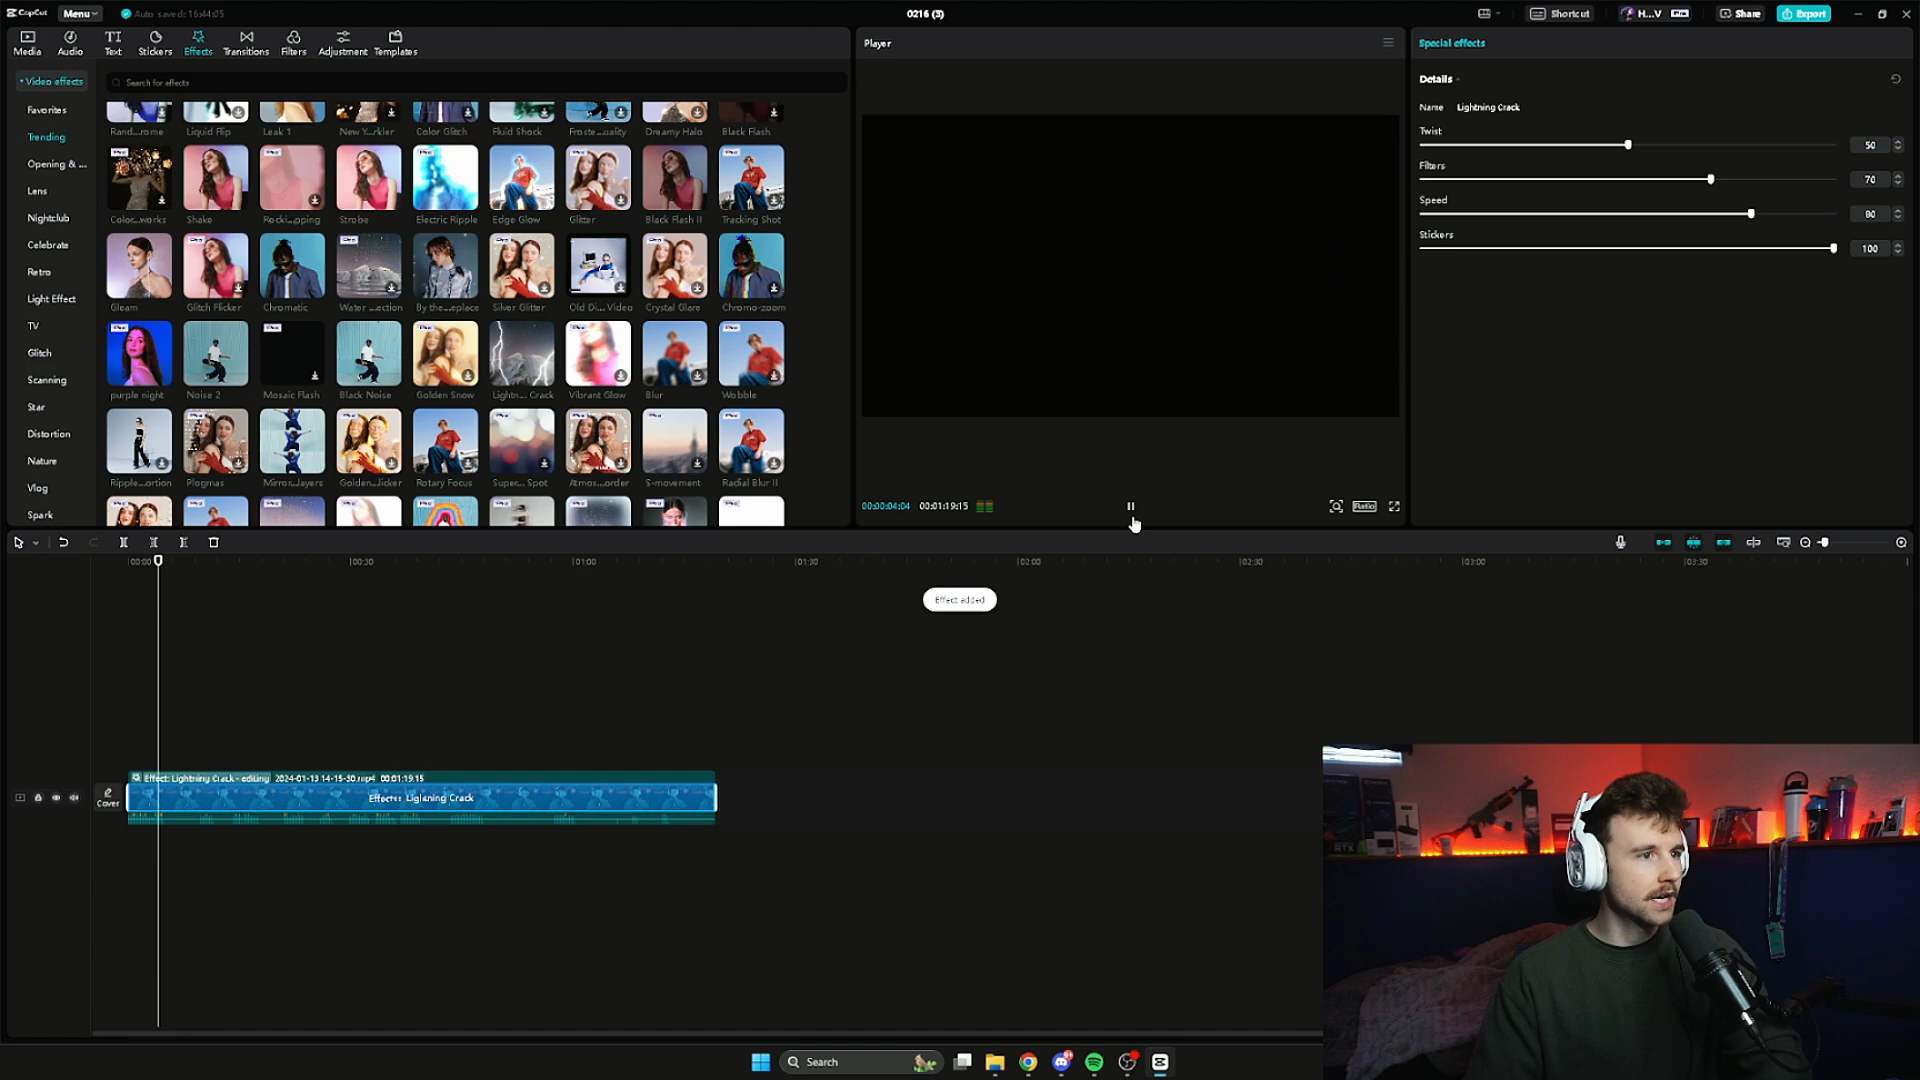 CapCut
Menu
Auto saved: 16:44:05
0216 (3)
Shortcut
H...V
Pro
Share
Export
Media
Audio
Text
Stickers
Effects
Transitions
Filters
Adjustment
Templates
Player
Special effects
Video effects
Search for effects
Details
Favorites
Name
Lightning Crack
Trending
Rand...rome
Liquid Flip
Leak 1
New Y...rkler
Color Glitch
Fluid Shock
Froste...uality
Dreamy Halo
Black Flash
Twist
50
Opening & ...
Filters
70
Lens
Speed
80
Nightclub
Color...works
Shake
Rocki...pping
Strobe
Electric Ripple
Edge Glow
Glitter
Black Flash II
Tracking Shot
Stickers
100
Celebrate
Retro
Light Effect
Gleam
Glitch Flicker
Chromatic
Water ...ection
By the...eplace
Silver Glitter
Old Di... Video
Crystal Glare
Chromo-zoom
TV
Glitch
Scanning
purple night
Noise 2
Mosaic Flash
Black Noise
Golden Snow
Lightn... Crack
Vibrant Glow
Blur
Wobble
Star
Distortion
Nature
Ripple...ortion
Plogmas
Mirror...layers
Golden...licker
Rotary Focus
Super... Spot
Atmos...order
S-movement
Radial Blur II
Vlog
Spark
00:00:04:04
00:01:19:15
Ratio
00:00
00:30
01:00
01:30
02:00
02:30
03:00
03:30
Effect added
Effect: Lightning Crack - editing
2024-01-13 14-15-30.mp4
00:01:19:15
Cover
Effects: Lightning Crack
RTX
Search